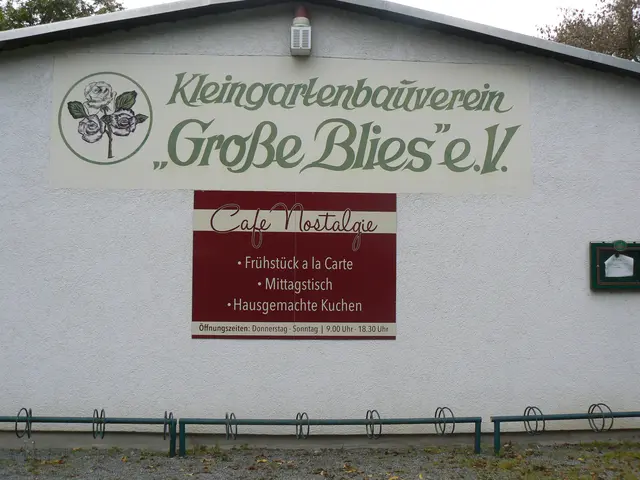 Kleingartenbauverein
„Große Blies" e.V.
Cafe Nostalgie
• Frühstück a la Carte
• Mittagstisch
• Hausgemachte Kuchen
Öffnungszeiten: Donnerstag - Sonntag | 9.00 Uhr - 18.30 Uhr